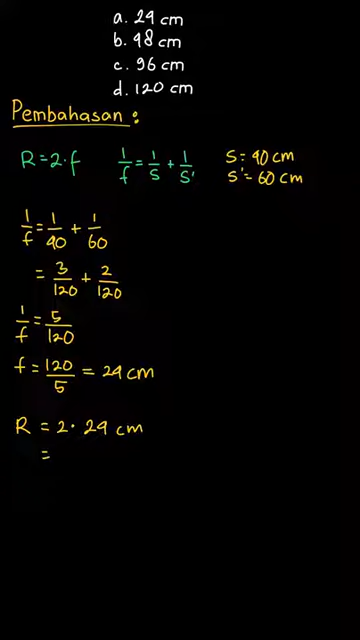 a. 24 cm
b. 48 cm
c. 96 cm
d. 120 cm
Pembahasan :
R = 2·f  1/f = 1/S + 1/S'  S = 40 cm
S' = 60 cm
1/f = 1/40 + 1/60
= 3/120 + 2/120
1/f = 5/120
f = 120/5 = 24 cm
R = 2· 24 cm
=